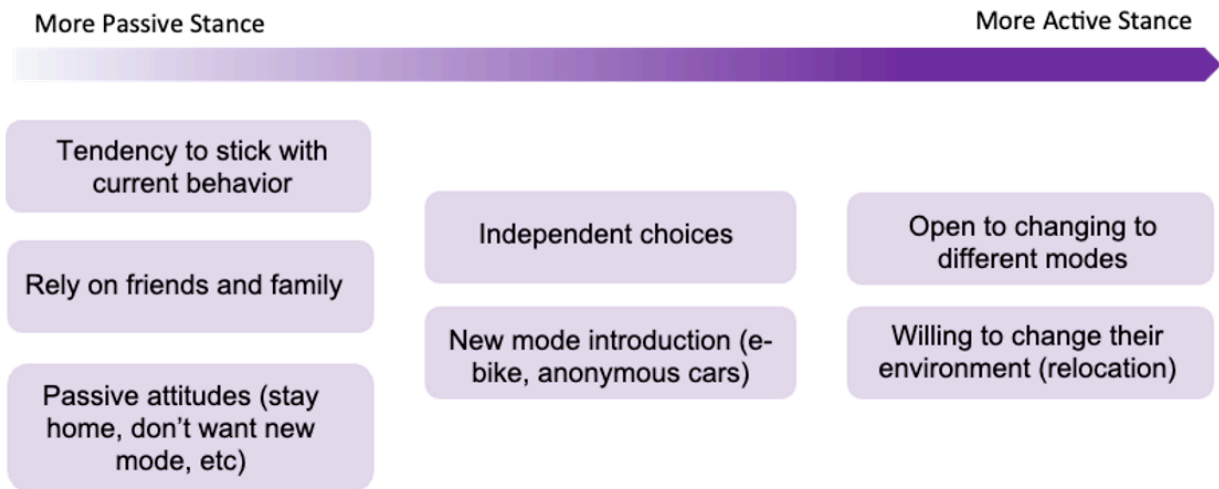 More Passive Stance
More Active Stance
Tendency to stick with
current behavior
Rely on friends and family
Passive attitudes (stay
home, don’t want new
mode, etc)
Independent choices
New mode introduction (e-
bike, anonymous cars)
Open to changing to
different modes
Willing to change their
environment (relocation)